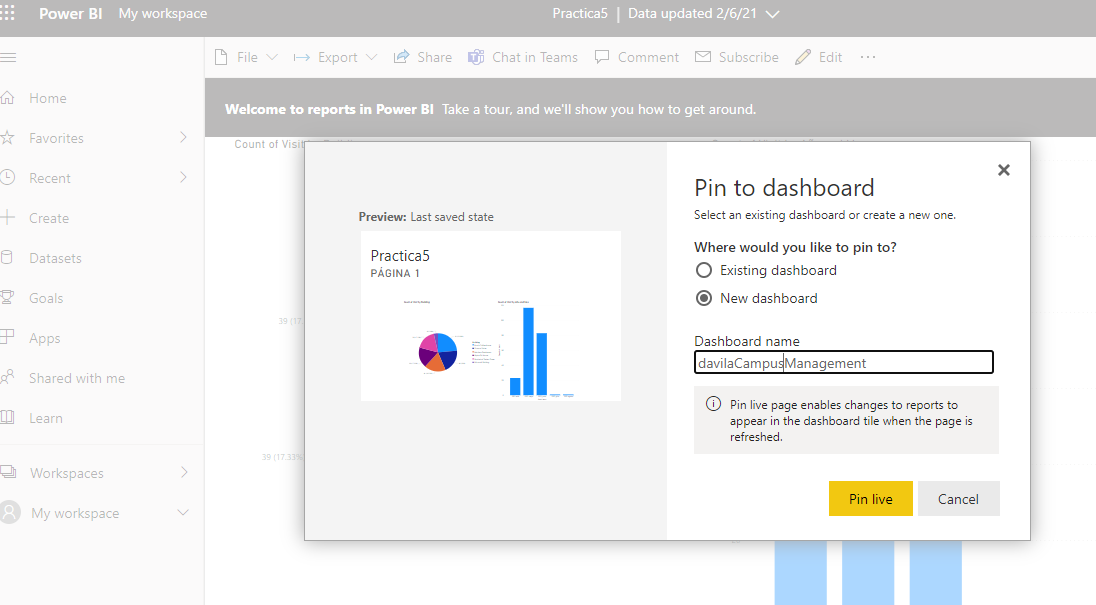 Power BI My workspace
Practica5 | Data updated 2/6/21
File Export Share Chat in Teams Comment Subscribe Edit ...
Welcome to reports in Power BI Take a tour, and we'll show you how to get around.
Home
Favorites
Recent
Create
Datasets
Goals
Apps
Shared with me
Learn
Workspaces
My workspace
Count of Visit
39 (17
39 (17.33%
Preview: Last saved state
Practica5
PÁGINA 1
Pin to dashboard
Select an existing dashboard or create a new one.
Where would you like to pin to?
Existing dashboard
New dashboard
Dashboard name
davilaCampusManagement
Pin live page enables changes to reports to
appear in the dashboard tile when the page is
refreshed.
Pin live Cancel